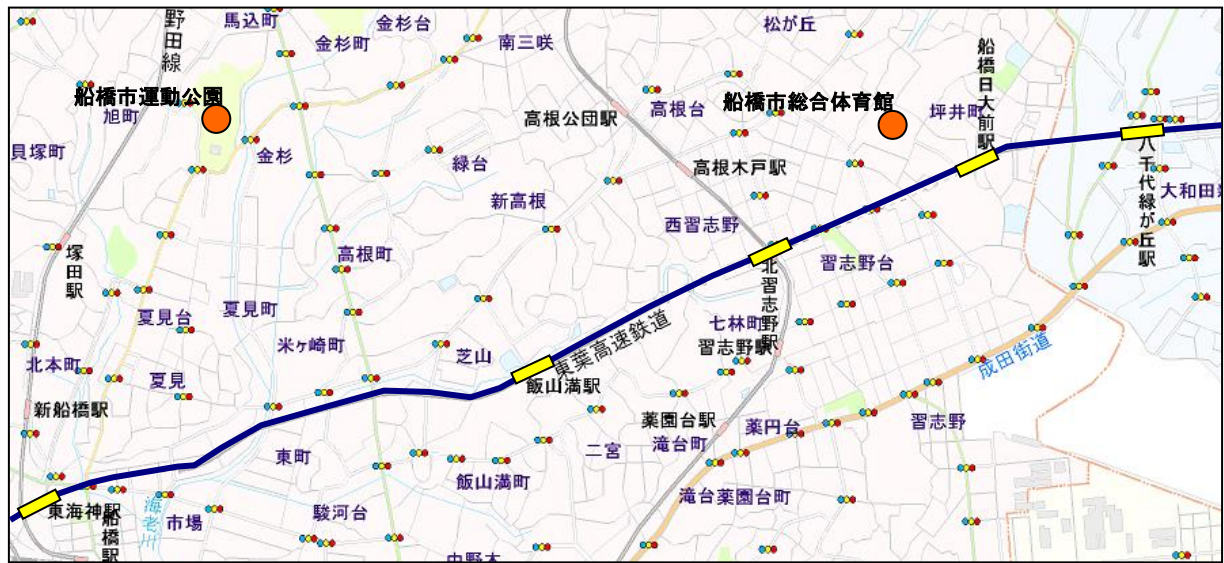 野田線
馬込町
金杉台
金杉町
南三咲
松が丘
船橋日大前駅
船橋市運動公園
旭町
高根公団駅
高根台
船橋市総合体育館
坪井町
貝塚町
金杉
緑台
高根木戸駅
八千代緑が丘駅
大和田
新高根
西習志野
塚田駅
高根町
北習志野駅
習志野台
夏見台
夏見町
米ヶ崎町
芝山
東葉高速鉄道
七林町
習志野駅
成田街道
北本町
夏見
飯山満駅
新船橋駅
薬園台駅
薬円台
習志野
東町
二宮
滝台町
飯山満町
滝台薬園台町
東海神駅
船橋駅
海老川
市場
駿河台
中野木